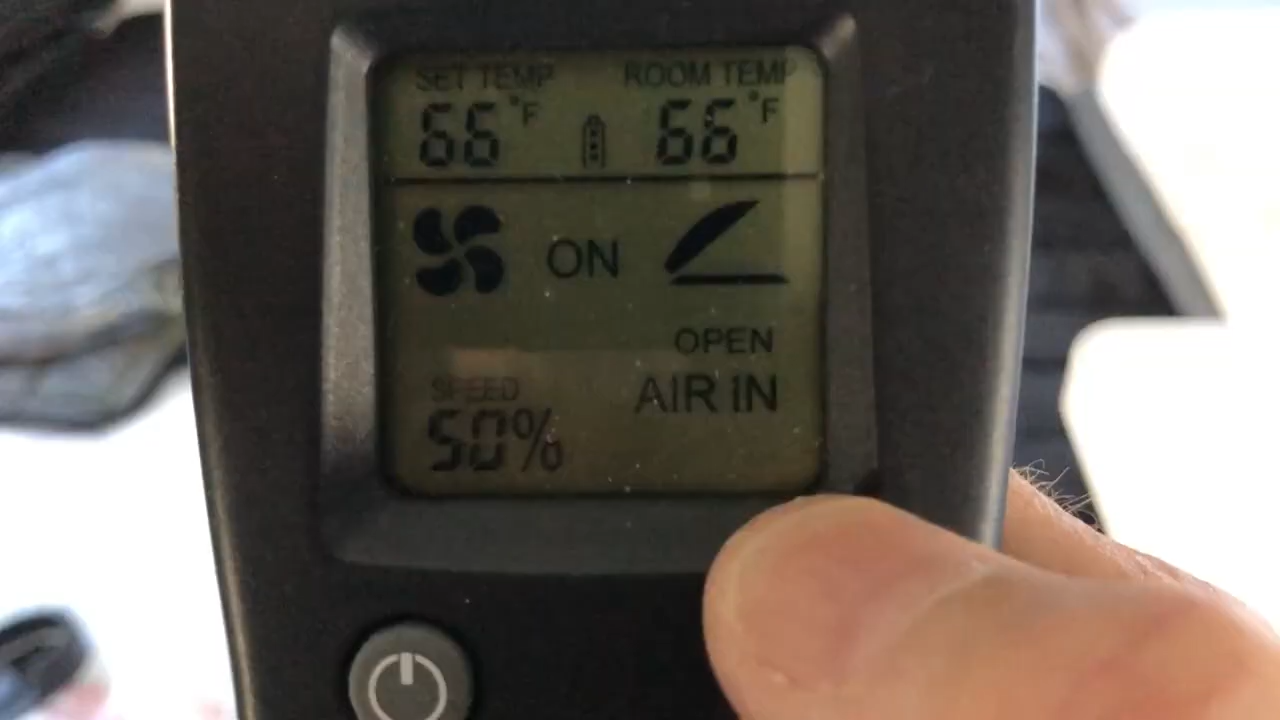 SET TEMP ROOM TEMP
66°F 66°F
ON
OPEN
SPEED AIR IN
50%